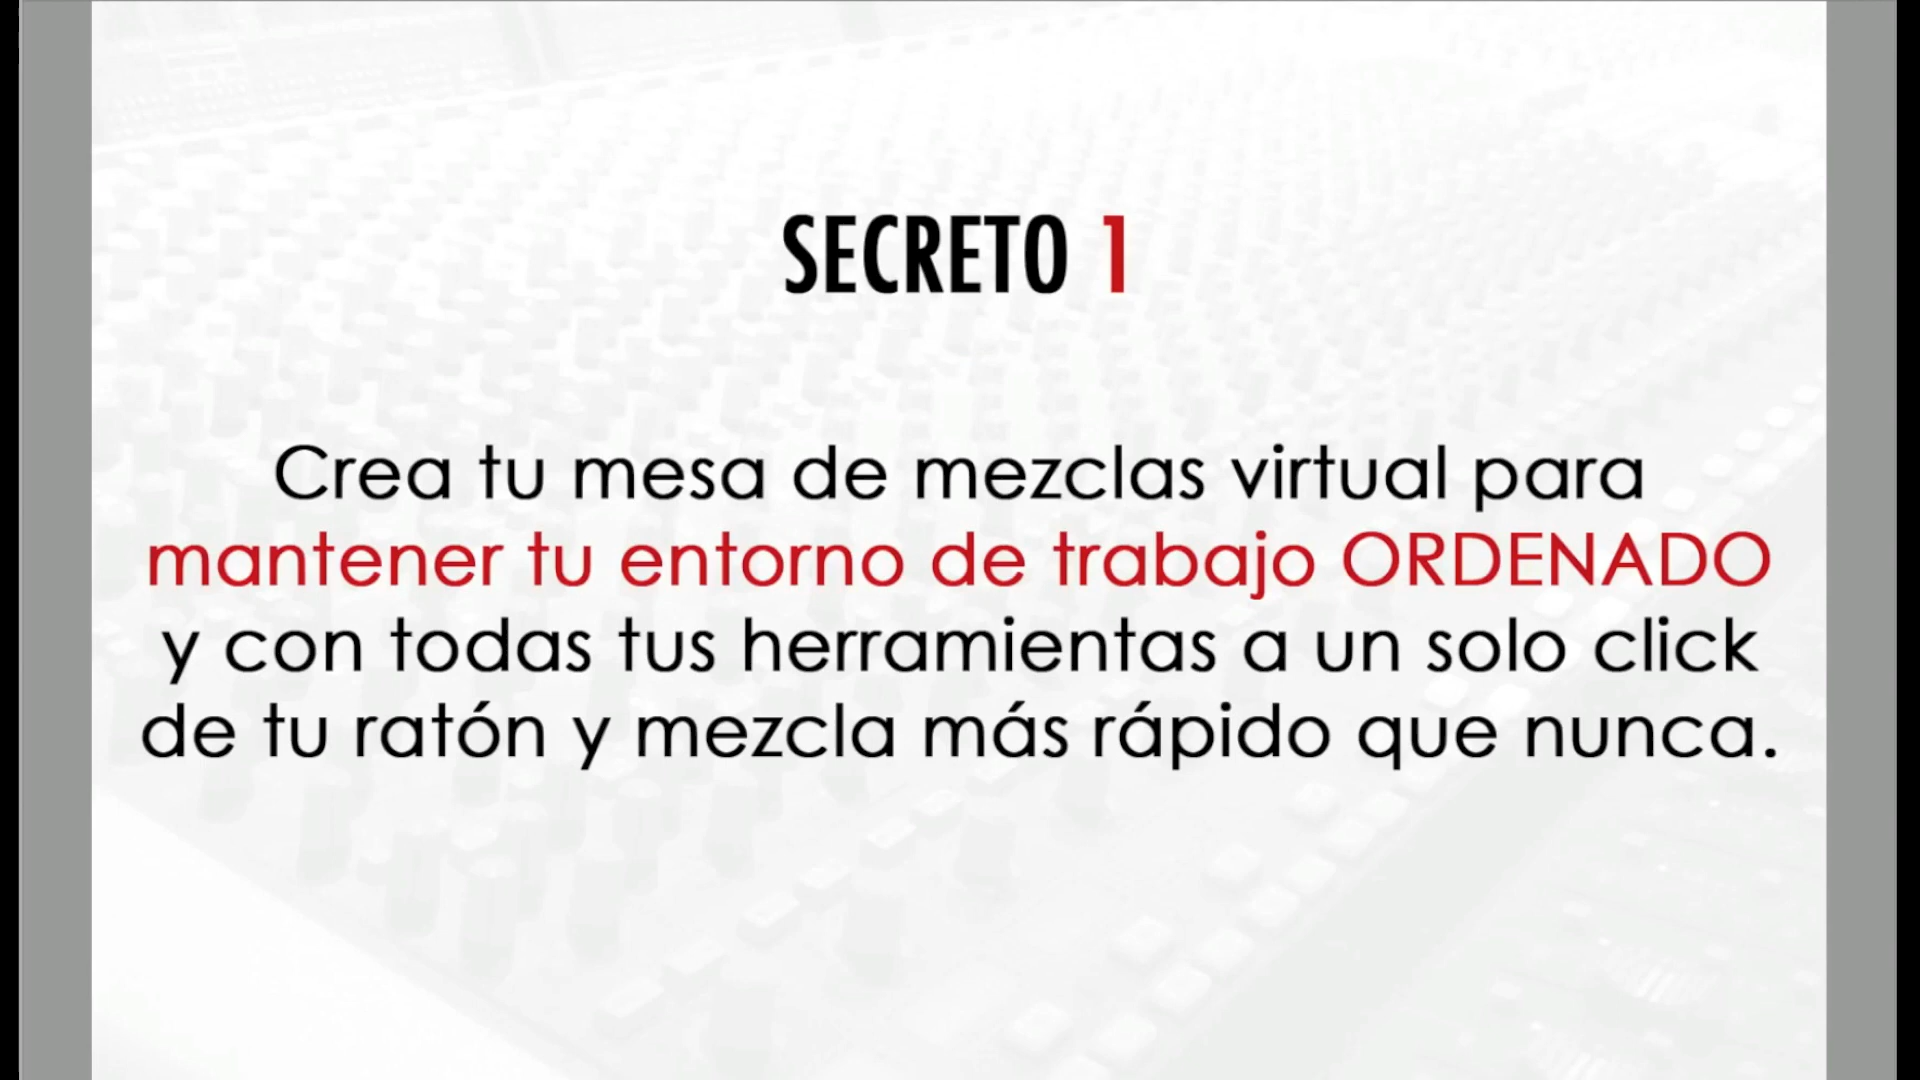 SECRETO 1
Crea tu mesa de mezclas virtual para
mantener tu entorno de trabajo ORDENADO
y con todas tus herramientas a un solo click
de tu ratón y mezcla más rápido que nunca.